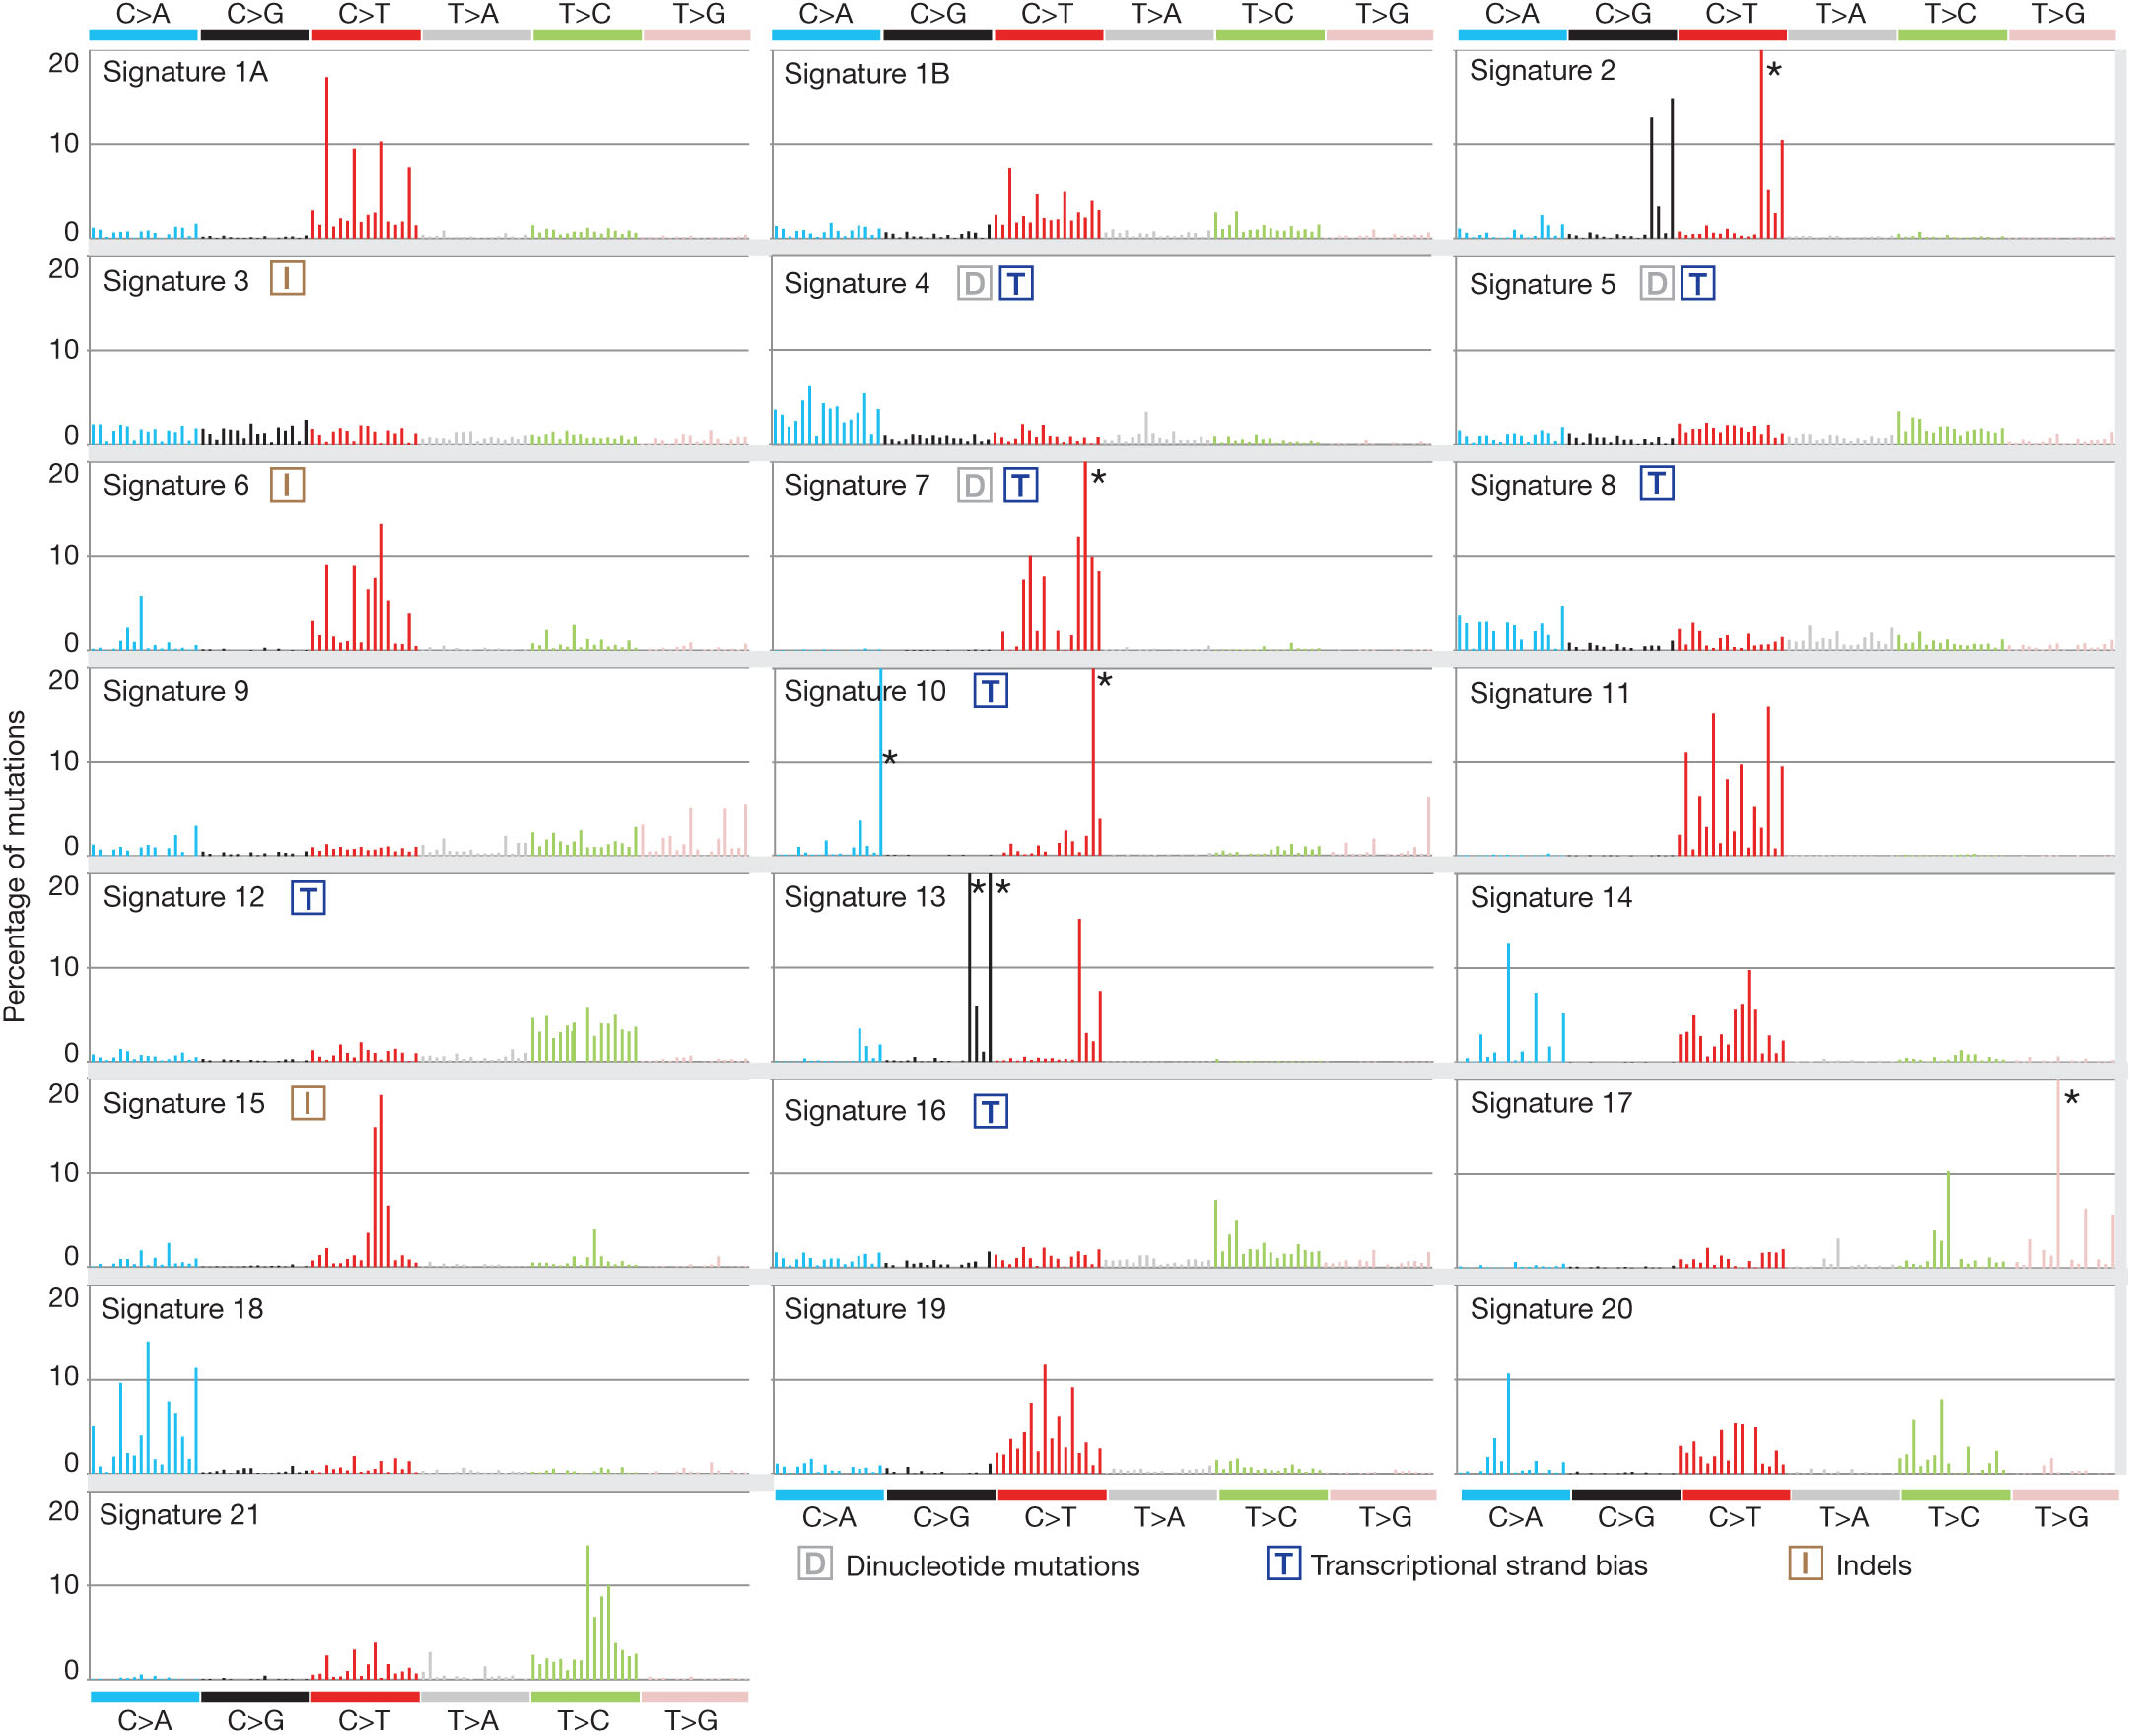 C>A C>G C>T T>A T>C T>G C>A C>G C>T T>A T>C T>G C>A C>G C>T T>A T>C T>G
20 Signature 1A Signature 1B Signature 2 *
10
0
20 Signature 3 I Signature 4 D T Signature 5 D T
10
0
20 Signature 6 I Signature 7 D T * Signature 8 T
10
0
20 Signature 9 Signature 10 T * Signature 11
10 *
0
20 Signature 12 T Signature 13 * * Signature 14
10
0
20 Signature 15 I Signature 16 T Signature 17 *
10
0
20 Signature 18 Signature 19 Signature 20
10
0
20 Signature 21
10
0
Percentage of mutations
C>A C>G C>T T>A T>C T>G C>A C>G C>T T>A T>C T>G
D Dinucleotide mutations T Transcriptional strand bias I Indels
C>A C>G C>T T>A T>C T>G